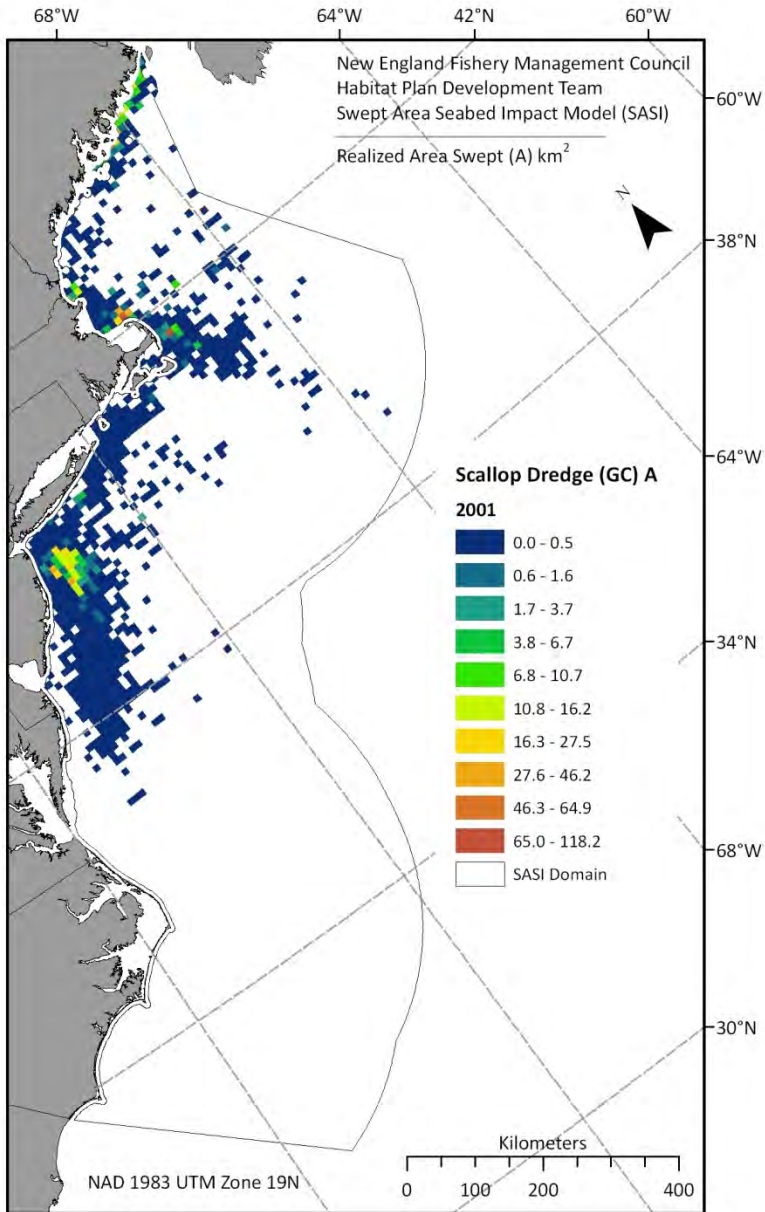 68°W 64°W 42°N 60°W
New England Fishery Management Council
Habitat Plan Development Team
Swept Area Seabed Impact Model (SASI)
Realized Area Swept (A) km²
60°W
N
38°N
64°W
Scallop Dredge (GC) A
2001
0.0 - 0.5
0.6 - 1.6
1.7 - 3.7
3.8 - 6.7
6.8 - 10.7
10.8 - 16.2
16.3 - 27.5
27.6 - 46.2
46.3 - 64.9
65.0 - 118.2
SASI Domain
34°N
68°W
30°N
Kilometers
0 100 200 400
NAD 1983 UTM Zone 19N